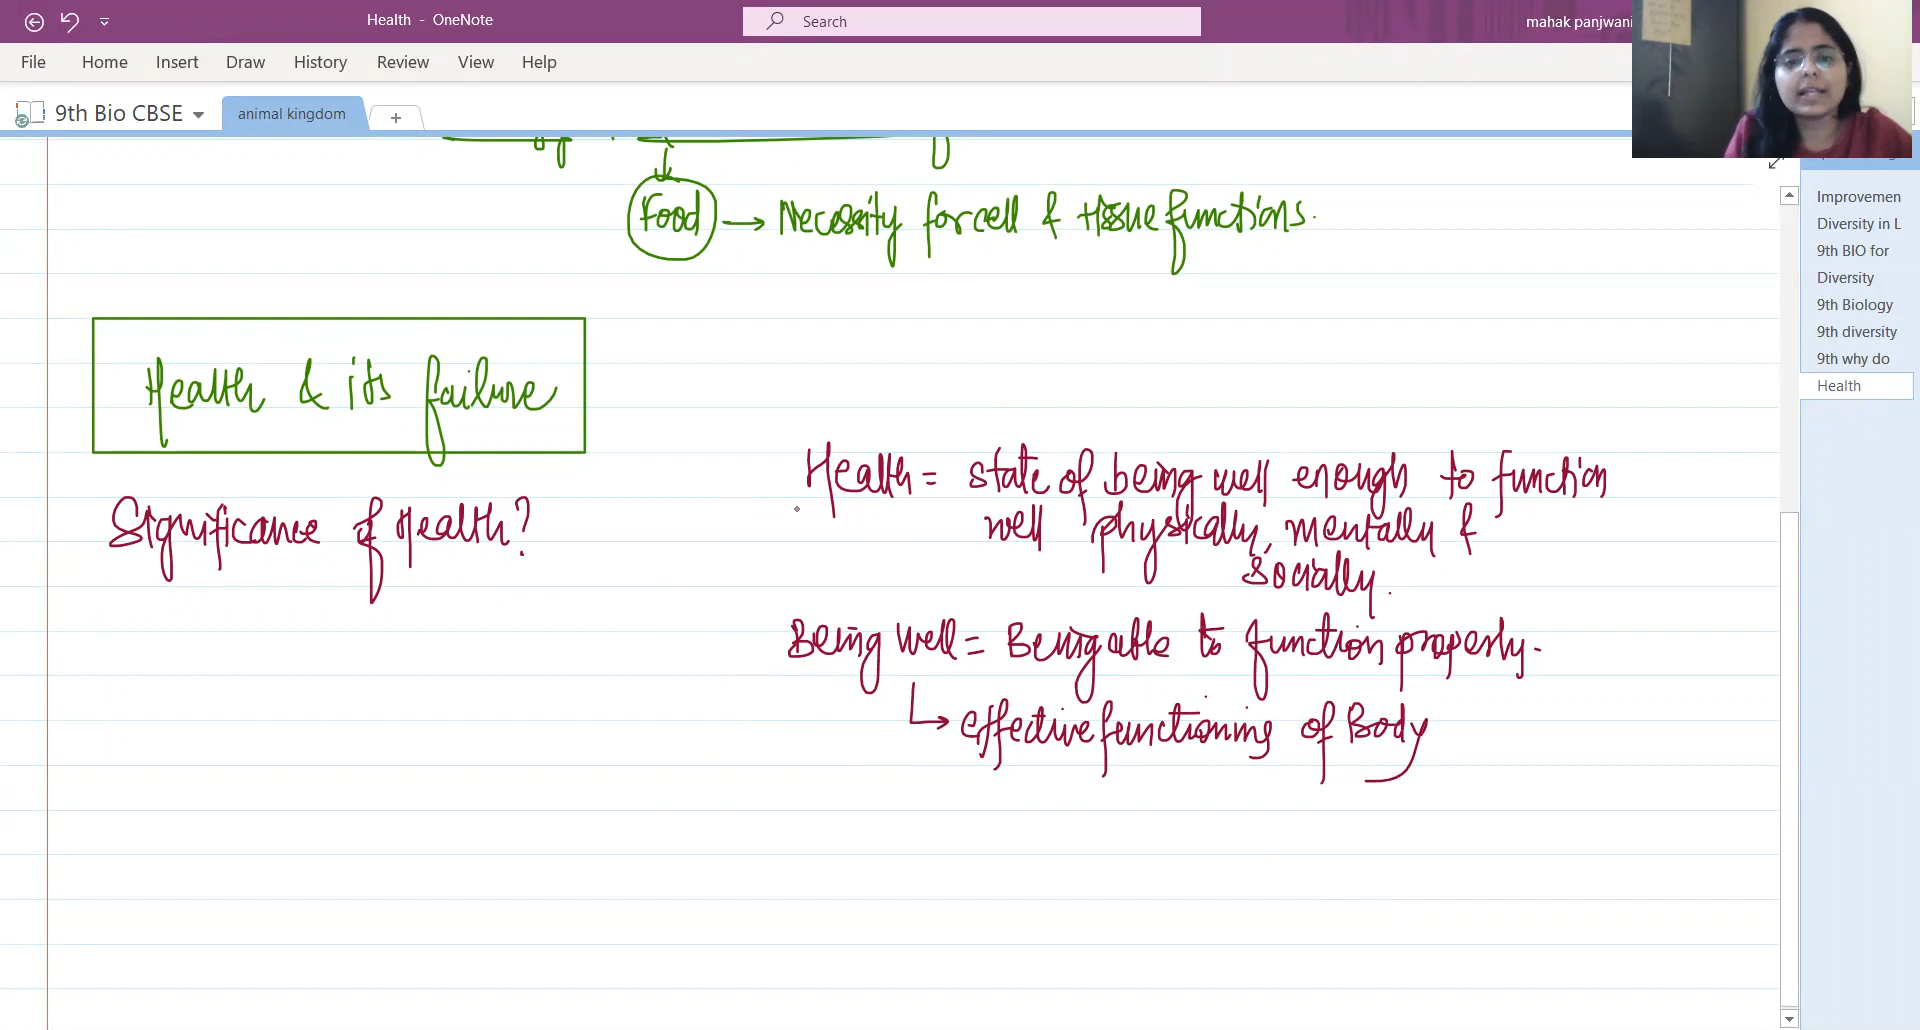 Health - OneNote
Search
mahak panjwani
File Home Insert Draw History Review View Help
9th Bio CBSE
animal kingdom
+
Food → Necessity for cell & tissue functions.
Health & its failure
Significance of Health?
Health = state of being well enough to function
well physically, mentally &
socially.
Being well = Being able to function properly.
↳ effective functioning of Body
Improvemen
Diversity in L
9th BIO for
Diversity
9th Biology
9th diversity
9th why do
Health